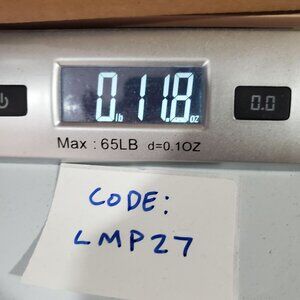 0 11.8
lb oz
0.0
Max : 65LB d=0.1OZ
CODE:
LMP27